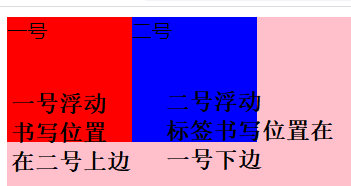 一号
二号
一号浮动
书写位置
在二号上边
二号浮动
标签书写位置在
一号下边